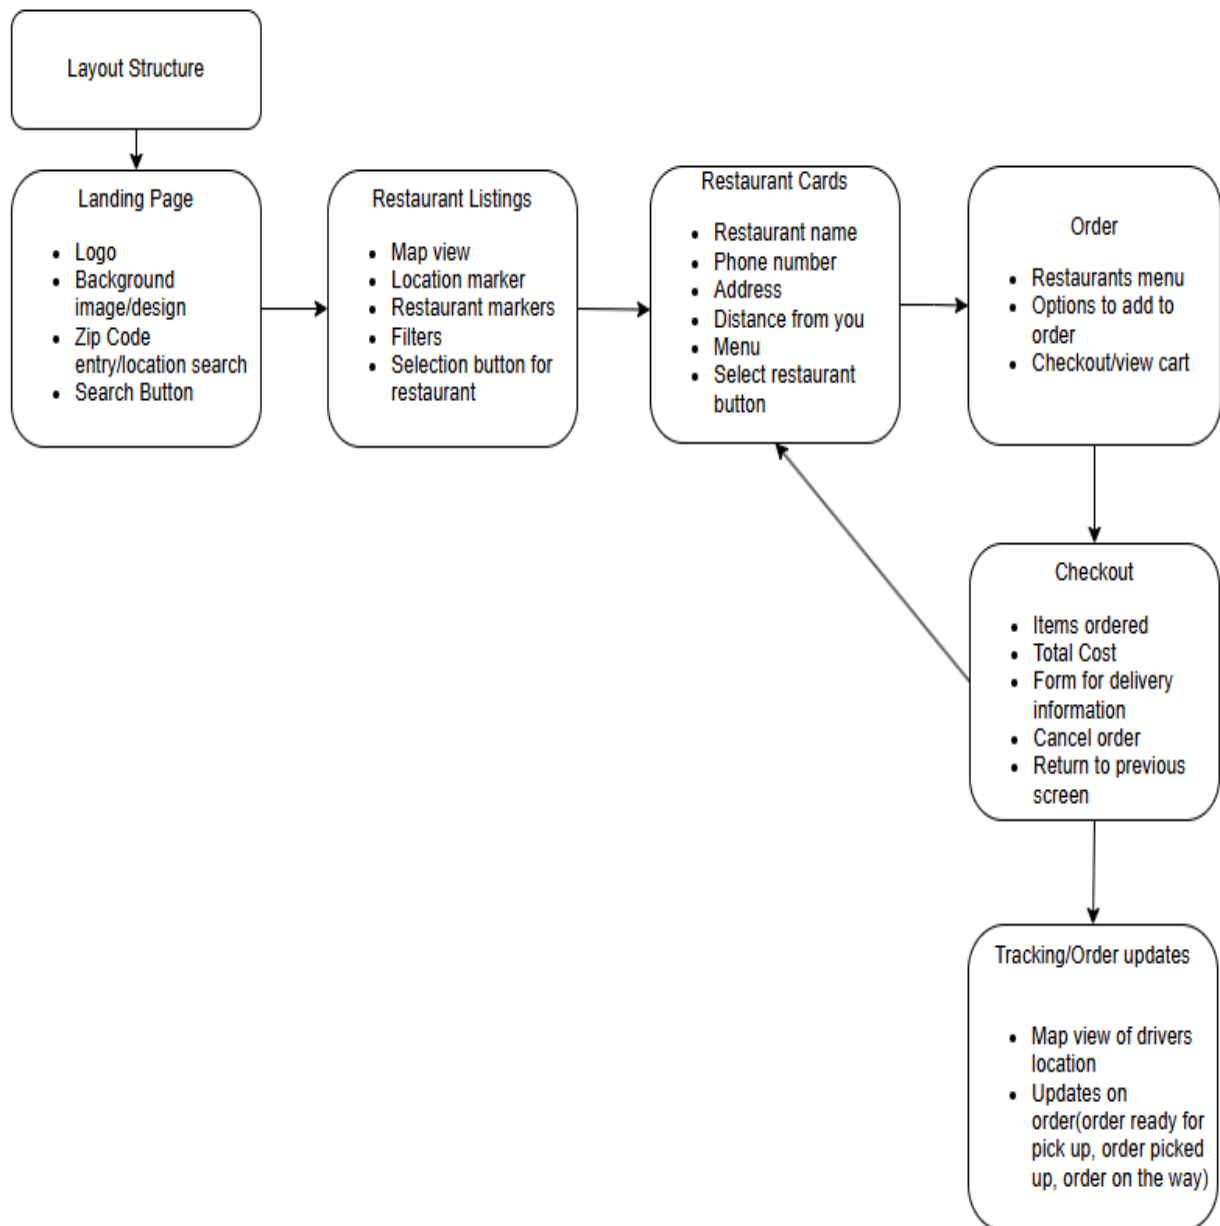 Layout Structure
Landing Page
• Logo
• Background
image/design
• Zip Code
entry/location search
• Search Button
Restaurant Listings
• Map view
• Location marker
• Restaurant markers
• Filters
• Selection button for
restaurant
Restaurant Cards
• Restaurant name
• Phone number
• Address
• Distance from you
• Menu
• Select restaurant
button
Order
• Restaurants menu
• Options to add to
order
• Checkout/view cart
Checkout
• Items ordered
• Total Cost
• Form for delivery
information
• Cancel order
• Return to previous
screen
Tracking/Order updates
• Map view of drivers
location
• Updates on
order(order ready for
pick up, order picked
up, order on the way)